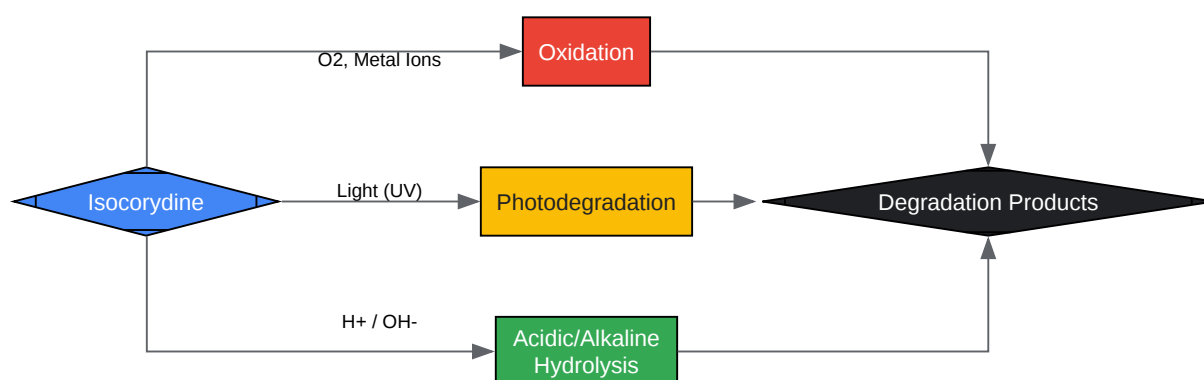 O2, Metal Ions
Oxidation
Isocorydine
Light (UV)
Photodegradation
Degradation Products
H+ / OH-
Acidic/Alkaline
Hydrolysis